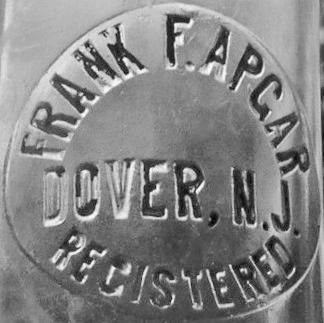 FRANK F. APGAR
DOVER, N.J.
REGISTERED.